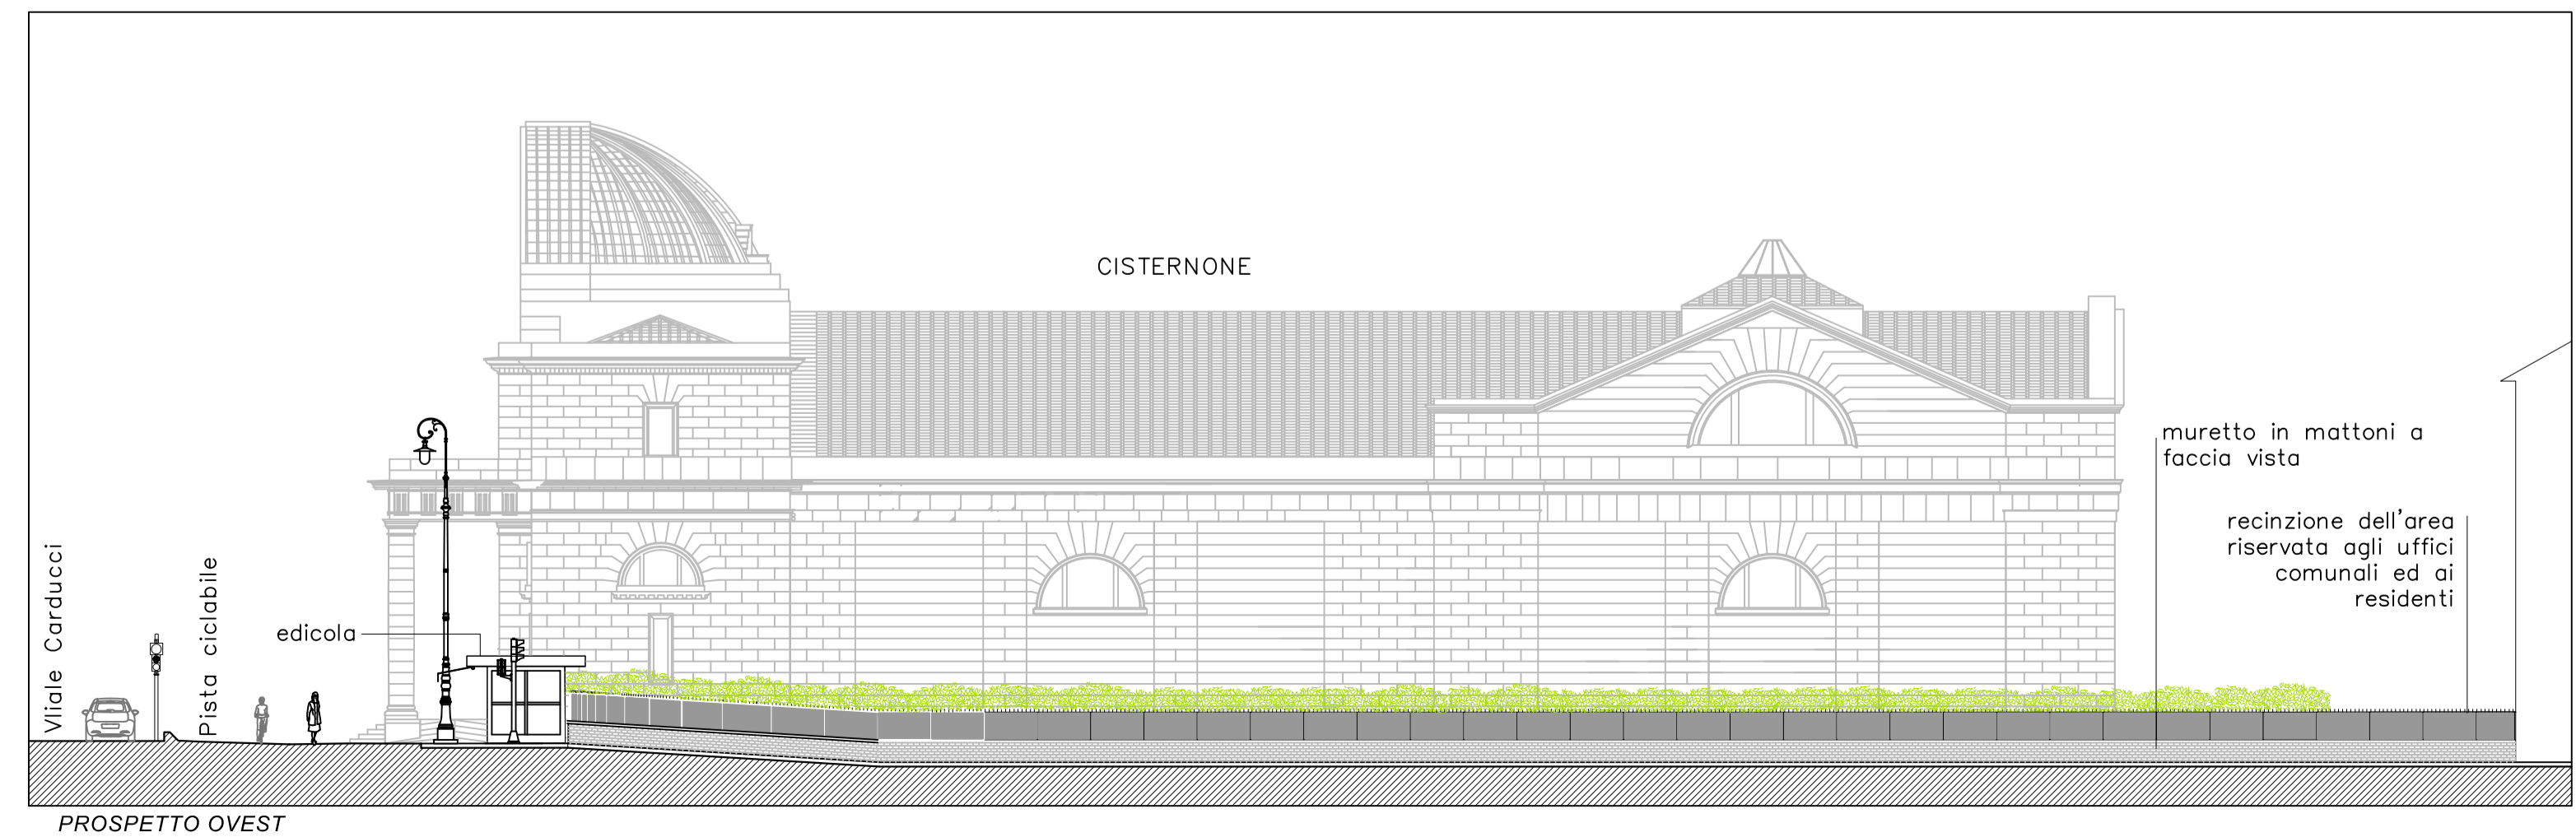 CISTERNONE
muretto in mattoni a
faccia vista
recinzione dell'area
riservata agli uffici
comunali ed ai
residenti
Vliale Carducci
Pista ciclabile
edicola
PROSPETTO OVEST